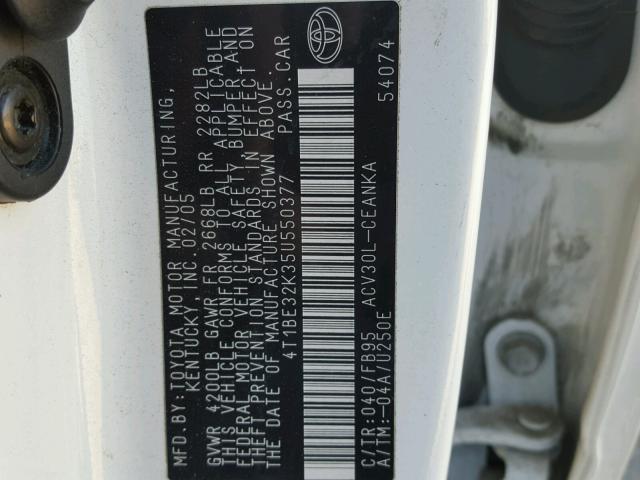 MFD.BY:TOYOTA MOTOR MANUFACTURING,
KENTUCKY, INC. 02/05
GVWR 4200LB GAWR FR 2668LB RR 2282LB
THIS VEHICLE CONFORMS TO ALL APPLICABLE
FEDERAL MOTOR VEHICLE SAFETY, BUMPER, AND
THEFT PREVENTION STANDARDS IN EFFECT ON
THE DATE OF MANUFACTURE SHOWN ABOVE.
4T1BE32K35U550377 PASS.CAR
C/TR:040/FB95 ACV30L-CEANKA
A/TM:-04A/U250E 54074